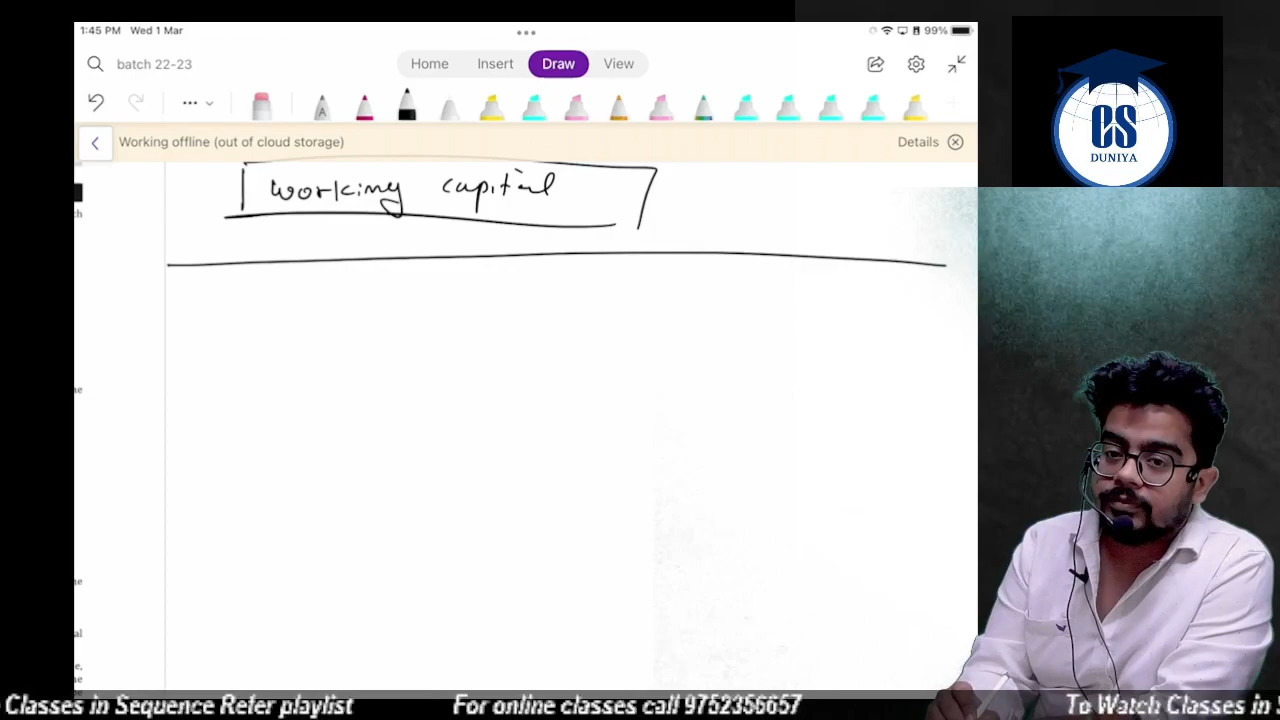 1:45 PM Wed 1 Mar
99%
batch 22-23
Home Insert Draw View
A
Working offline (out of cloud storage)
Details
working capital
CS
DUNIYA
Classes in Sequence Refer playlist
For online classes call 9752356657
To Watch Classes in